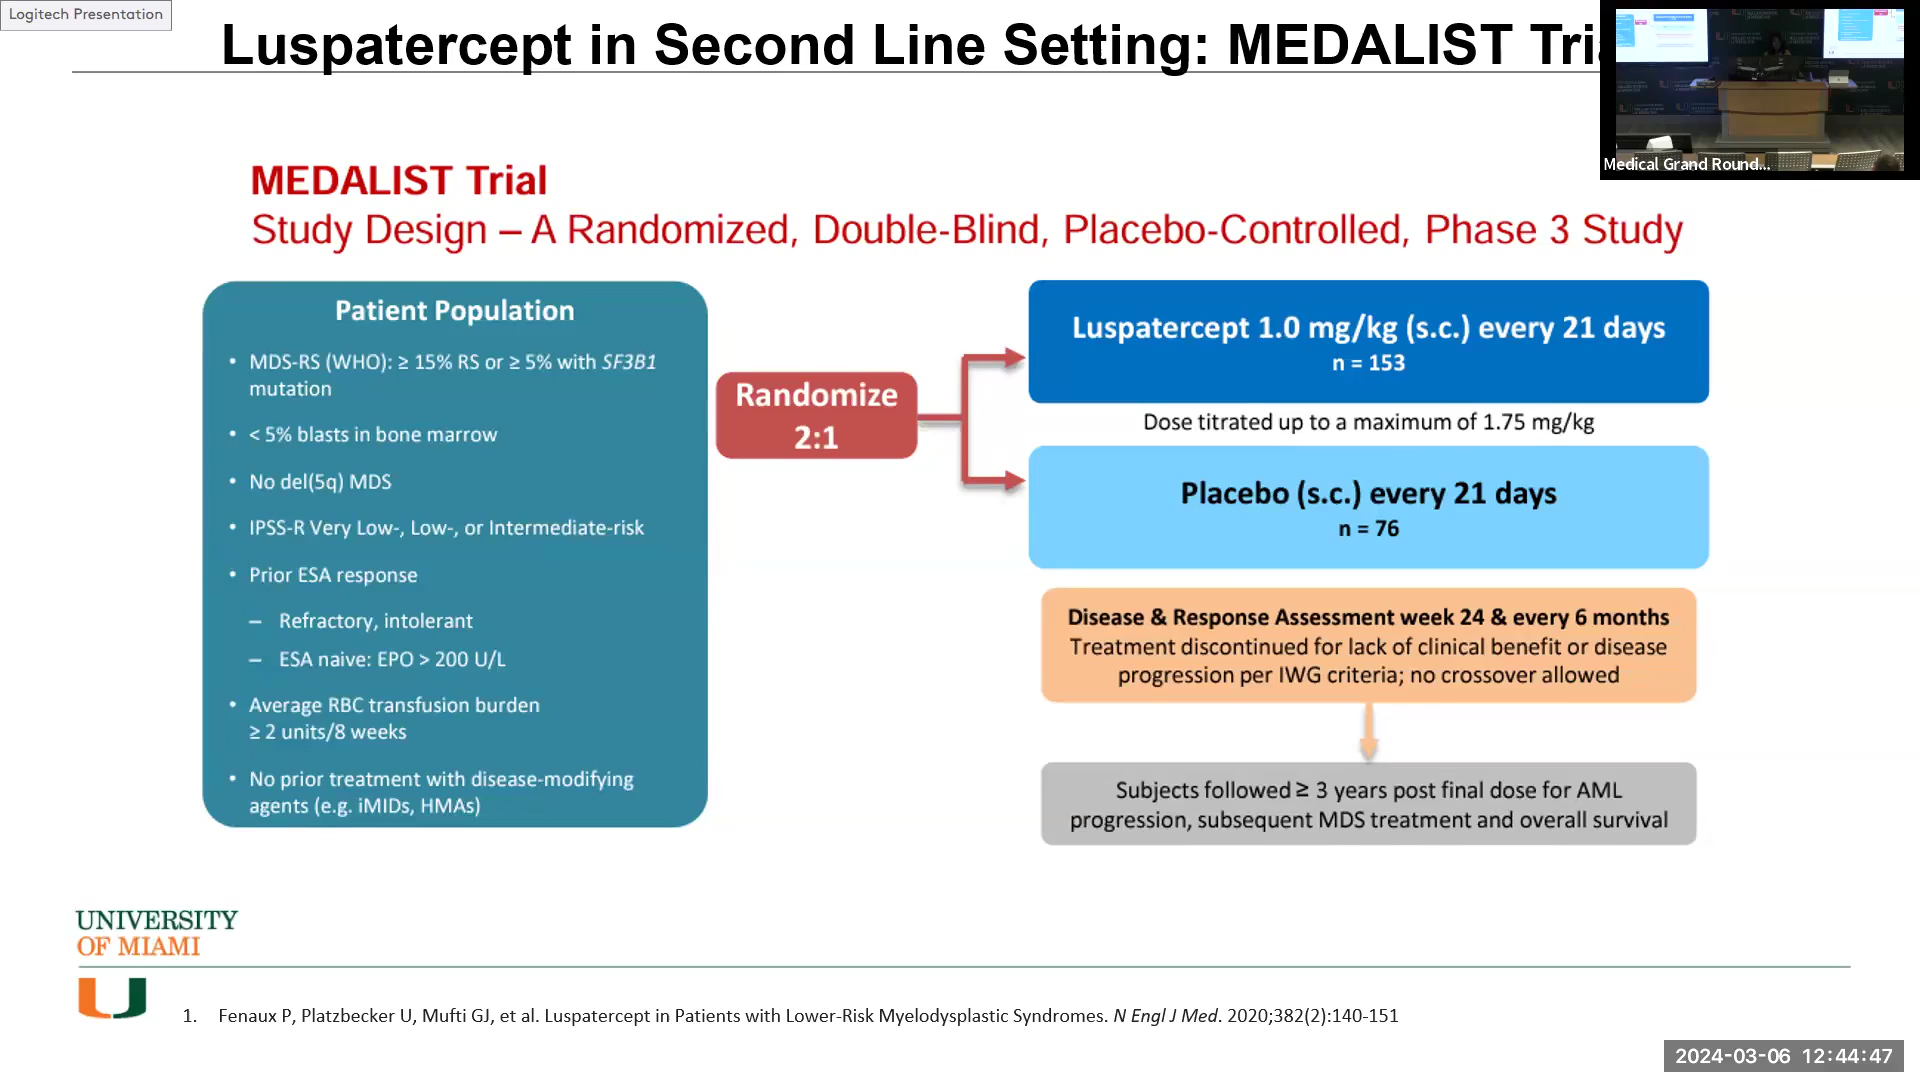 Logitech Presentation
Luspatercept in Second Line Setting: MEDALIST Tri
Medical Grand Round...
MEDALIST Trial
Study Design – A Randomized, Double-Blind, Placebo-Controlled, Phase 3 Study
Patient Population
• MDS-RS (WHO): ≥ 15% RS or ≥ 5% with SF3B1
mutation
• < 5% blasts in bone marrow
• No del(5q) MDS
• IPSS-R Very Low-, Low-, or Intermediate-risk
• Prior ESA response
– Refractory, intolerant
– ESA naive: EPO > 200 U/L
• Average RBC transfusion burden
≥ 2 units/8 weeks
• No prior treatment with disease-modifying
agents (e.g. iMIDs, HMAs)
Randomize
2:1
Luspatercept 1.0 mg/kg (s.c.) every 21 days
n = 153
Dose titrated up to a maximum of 1.75 mg/kg
Placebo (s.c.) every 21 days
n = 76
Disease & Response Assessment week 24 & every 6 months
Treatment discontinued for lack of clinical benefit or disease
progression per IWG criteria; no crossover allowed
Subjects followed ≥ 3 years post final dose for AML
progression, subsequent MDS treatment and overall survival
UNIVERSITY
OF MIAMI
1. Fenaux P, Platzbecker U, Mufti GJ, et al. Luspatercept in Patients with Lower-Risk Myelodysplastic Syndromes. N Engl J Med. 2020;382(2):140-151
2024-03-06 12:44:47